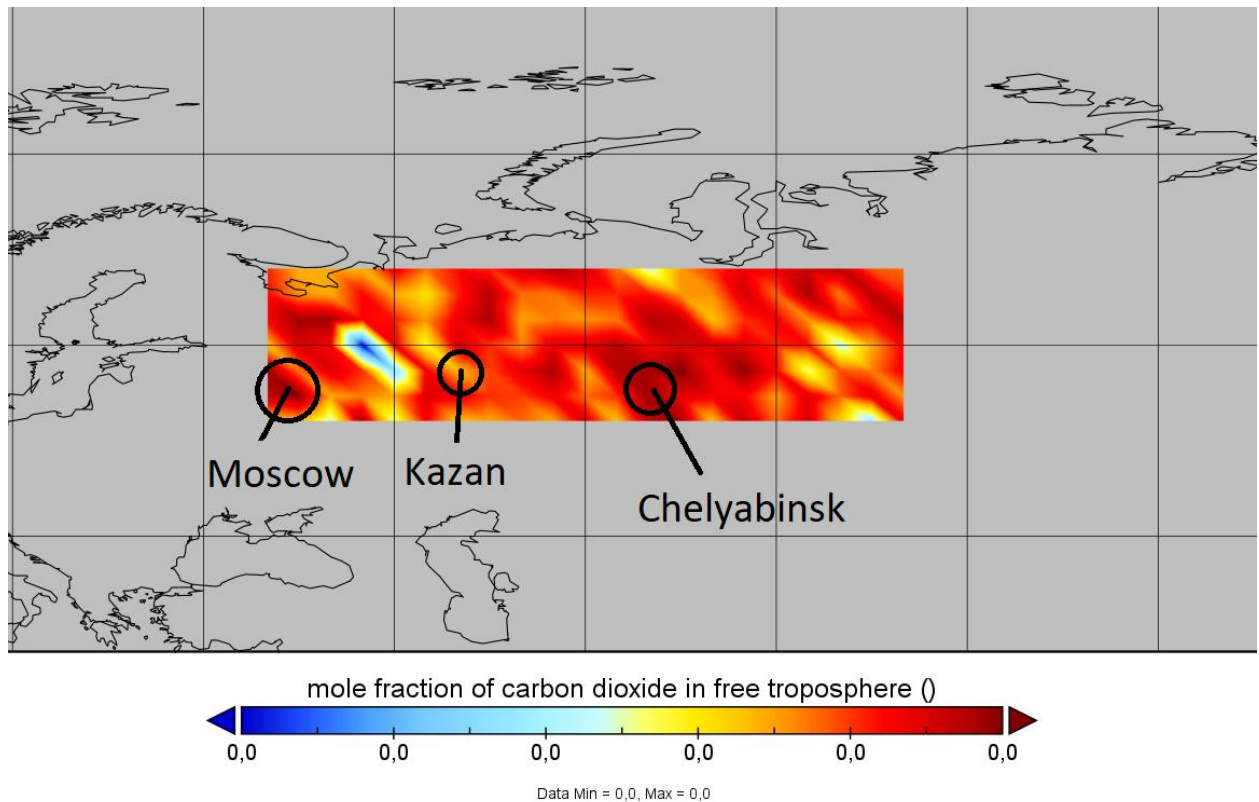 Moscow
Kazan
Chelyabinsk
mole fraction of carbon dioxide in free troposphere ()
0,0 0,0 0,0 0,0 0,0 0,0
Data Min = 0,0, Max = 0,0